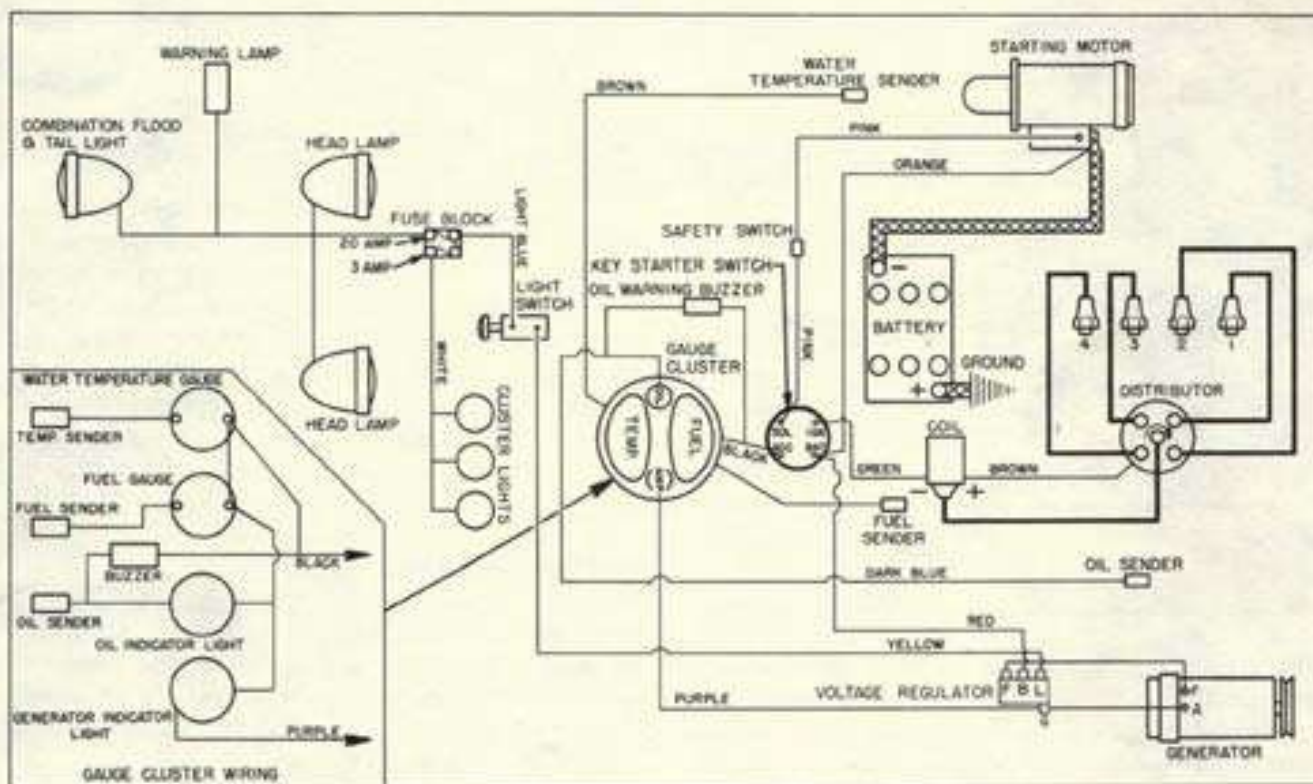 WARNING LAMP
COMBINATION FLOOD
& TAIL LIGHT
HEAD LAMP
FUSE BLOCK
20 AMP
3 AMP
LIGHT BLUE
LIGHT
SWITCH
WHITE
CLUSTER LIGHTS
HEAD LAMP
BROWN
WATER
TEMPERATURE SENDER
STARTING MOTOR
PINK
ORANGE
SAFETY SWITCH
KEY STARTER SWITCH
OIL WARNING BUZZER
PINK
GAUGE
CLUSTER
TEMP.
FUEL
BLACK
-
BATTERY
+
GROUND
4
3
2
1
DISTRIBUTOR
COIL
GREEN
BROWN
- +
FUEL
SENDER
DARK BLUE
OIL SENDER
RED
YELLOW
VOLTAGE REGULATOR
F B L
PURPLE
F
A
GENERATOR
WATER TEMPERATURE GAUGE
TEMP. SENDER
FUEL GAUGE
FUEL SENDER
BLACK
BUZZER
OIL SENDER
OIL INDICATOR LIGHT
GENERATOR INDICATOR
LIGHT
PURPLE
GAUGE CLUSTER WIRING